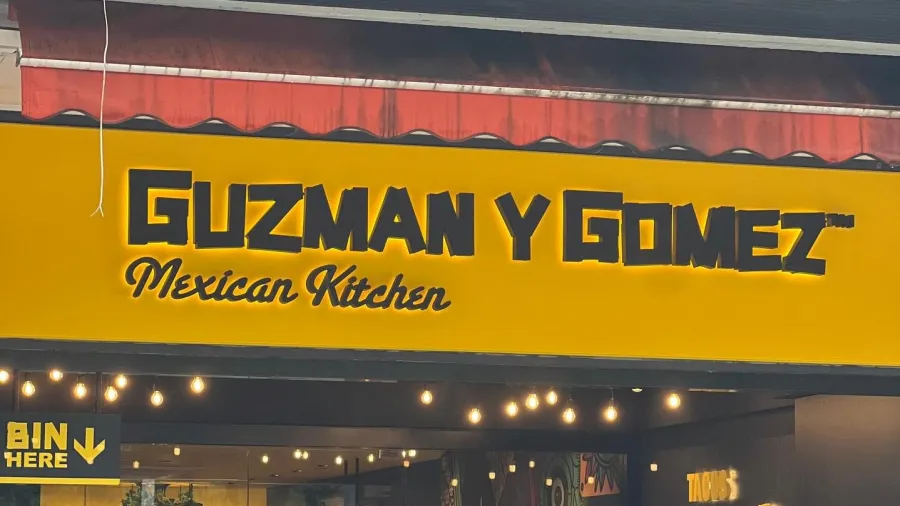 GUZMAN Y GOMEZ™
Mexican Kitchen
BIN
HERE
TACOS